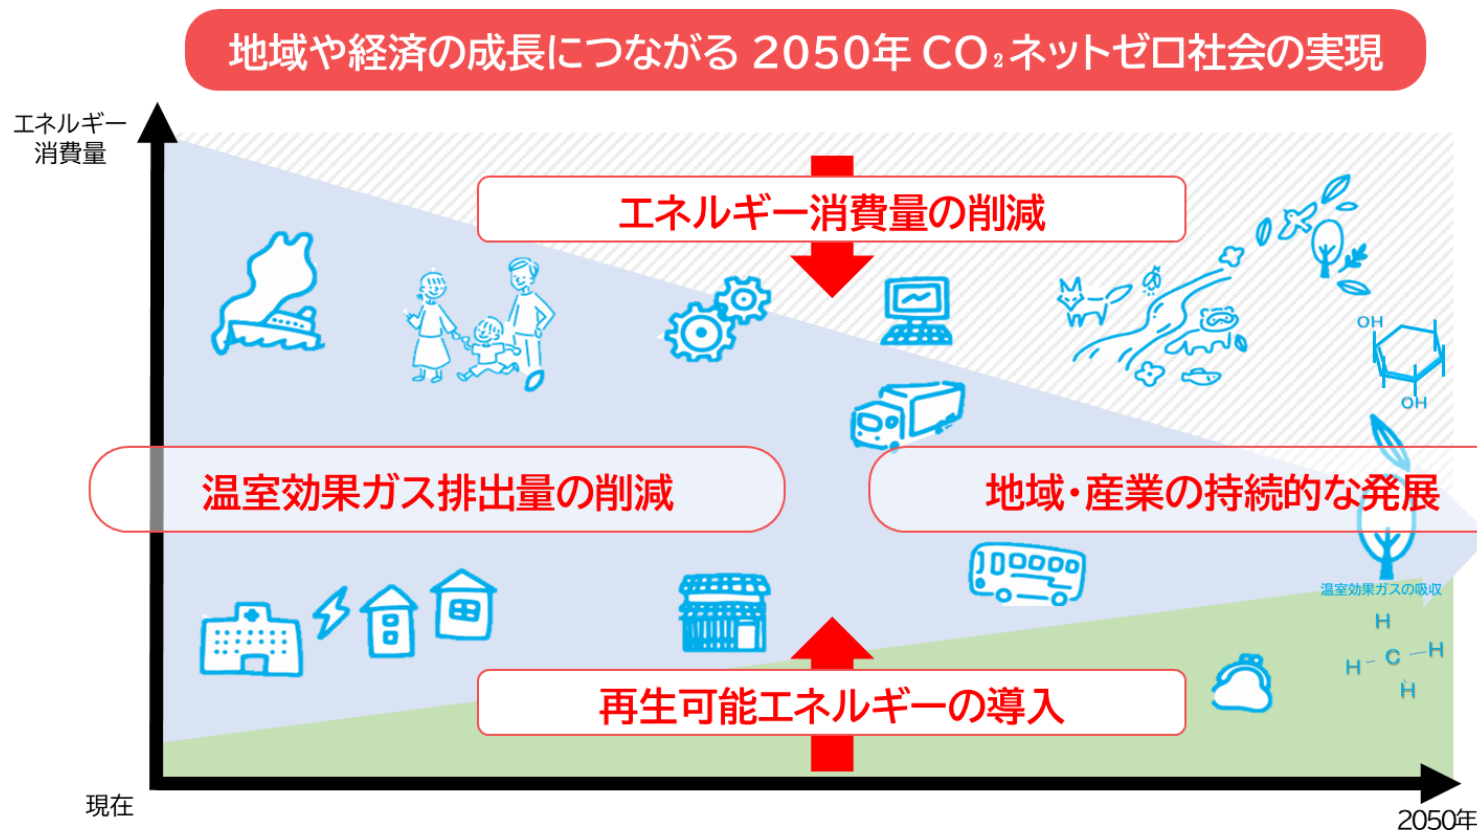 地域や経済の成長につながる 2050年 CO₂ネットゼロ社会の実現
エネルギー
消費量
エネルギー消費量の削減
OH
OH
温室効果ガス排出量の削減
地域・産業の持続的な発展
温室効果ガスの吸収
H
H C H
H
再生可能エネルギーの導入
現在
2050年